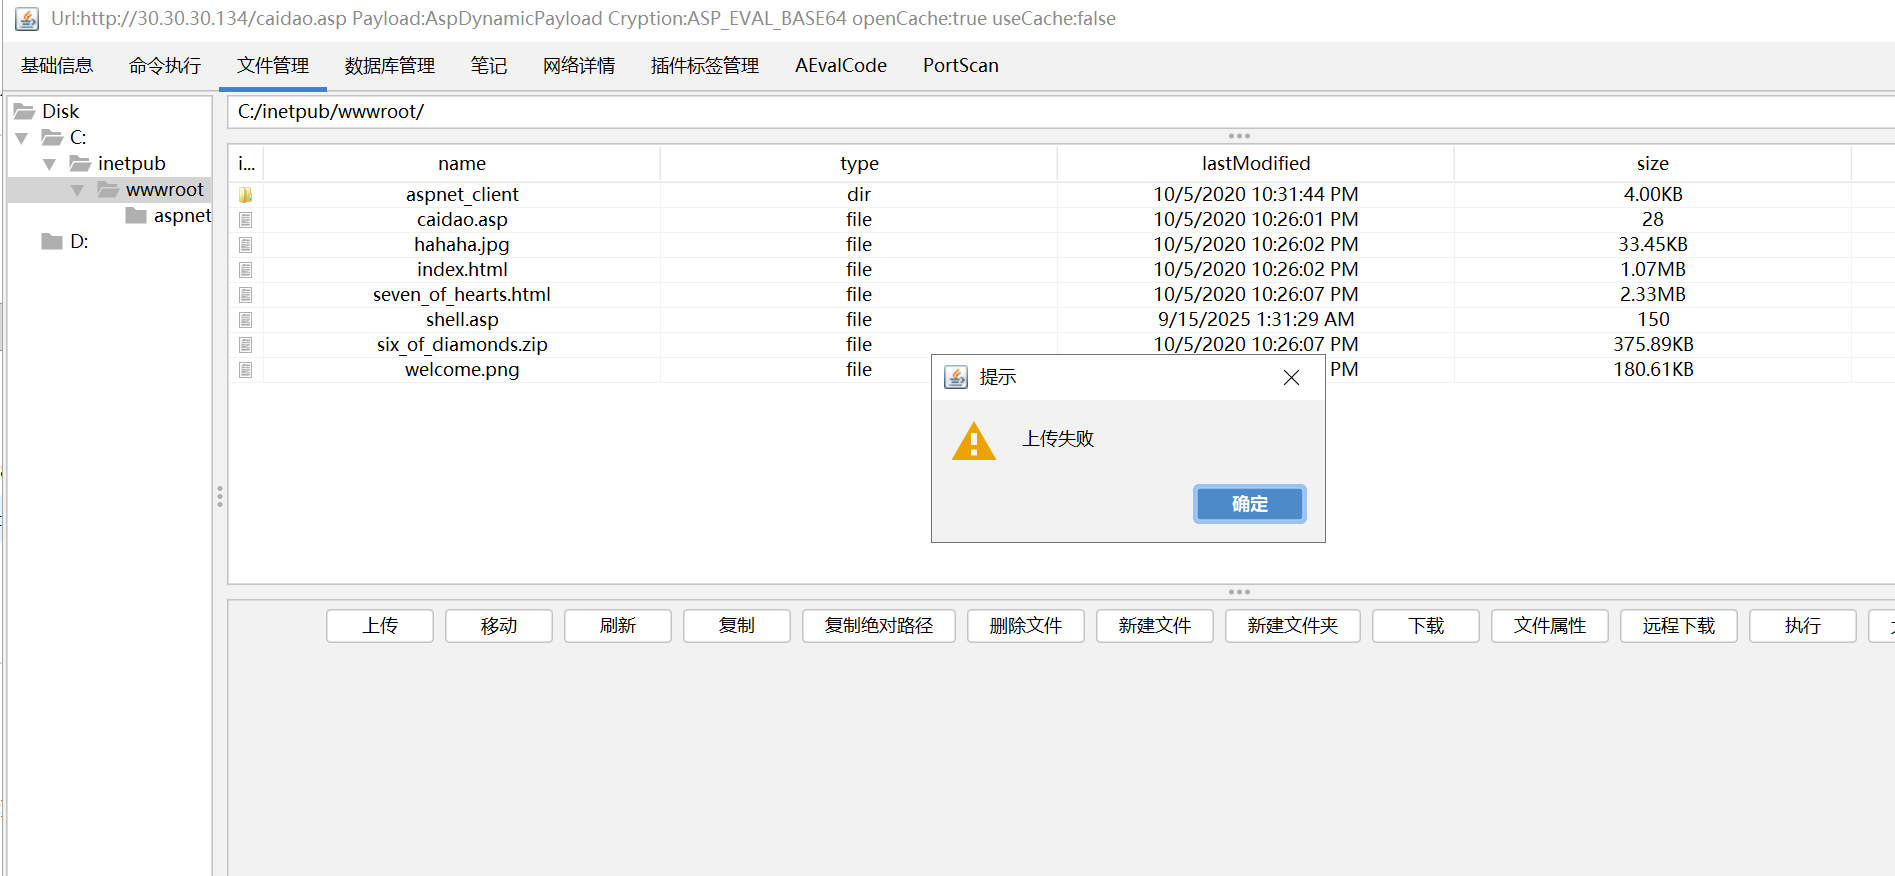 Url:http://30.30.30.134/caidao.asp Payload:AspDynamicPayload Cryption:ASP_EVAL_BASE64 openCache:true useCache:false
基础信息 命令执行 文件管理 数据库管理 笔记 网络详情 插件标签管理 AEvalCode PortScan
Disk
C:
inetpub
wwwroot
aspnet
D:
C:/inetpub/wwwroot/
i... name type lastModified size
aspnet_client dir 10/5/2020 10:31:44 PM 4.00KB
caidao.asp file 10/5/2020 10:26:01 PM 28
hahaha.jpg file 10/5/2020 10:26:02 PM 33.45KB
index.html file 10/5/2020 10:26:02 PM 1.07MB
seven_of_hearts.html file 10/5/2020 10:26:07 PM 2.33MB
shell.asp file 9/15/2025 1:31:29 AM 150
six_of_diamonds.zip file 10/5/2020 10:26:07 PM 375.89KB
welcome.png file PM 180.61KB
提示
上传失败
确定
上传 移动 刷新 复制 复制绝对路径 删除文件 新建文件 新建文件夹 下载 文件属性 远程下载 执行